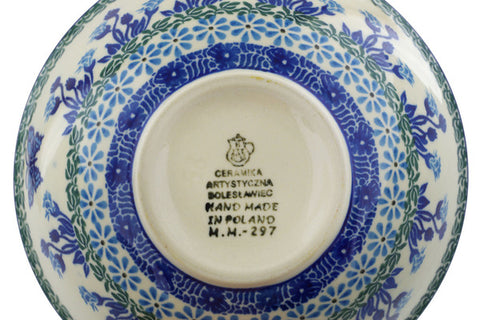 CERAMIKA
ARTYSTYCZNA
BOLESŁAWIEC
HAND MADE
IN POLAND
M.M.-297